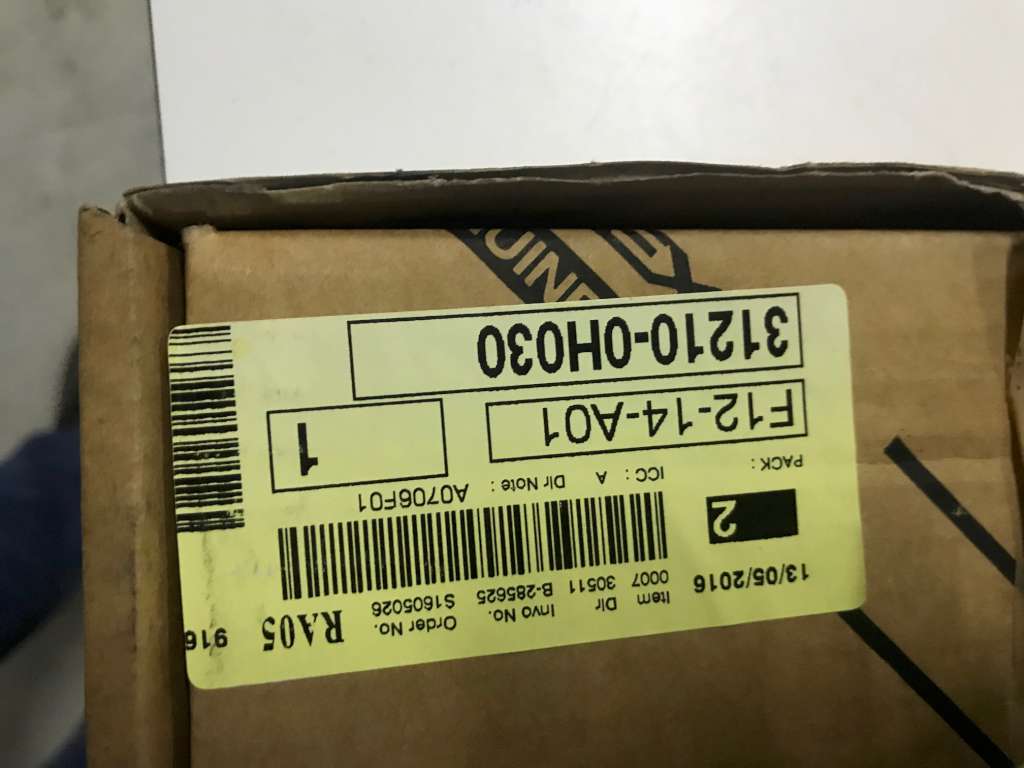 13/05/2016 Item Dlr Invo No. Order No. RA05 916
0007 30511 B-285625 S1605026
2
PACK : ICC : A Dlr Note : A0706F01
F12-14-A01 1
31210-0H030